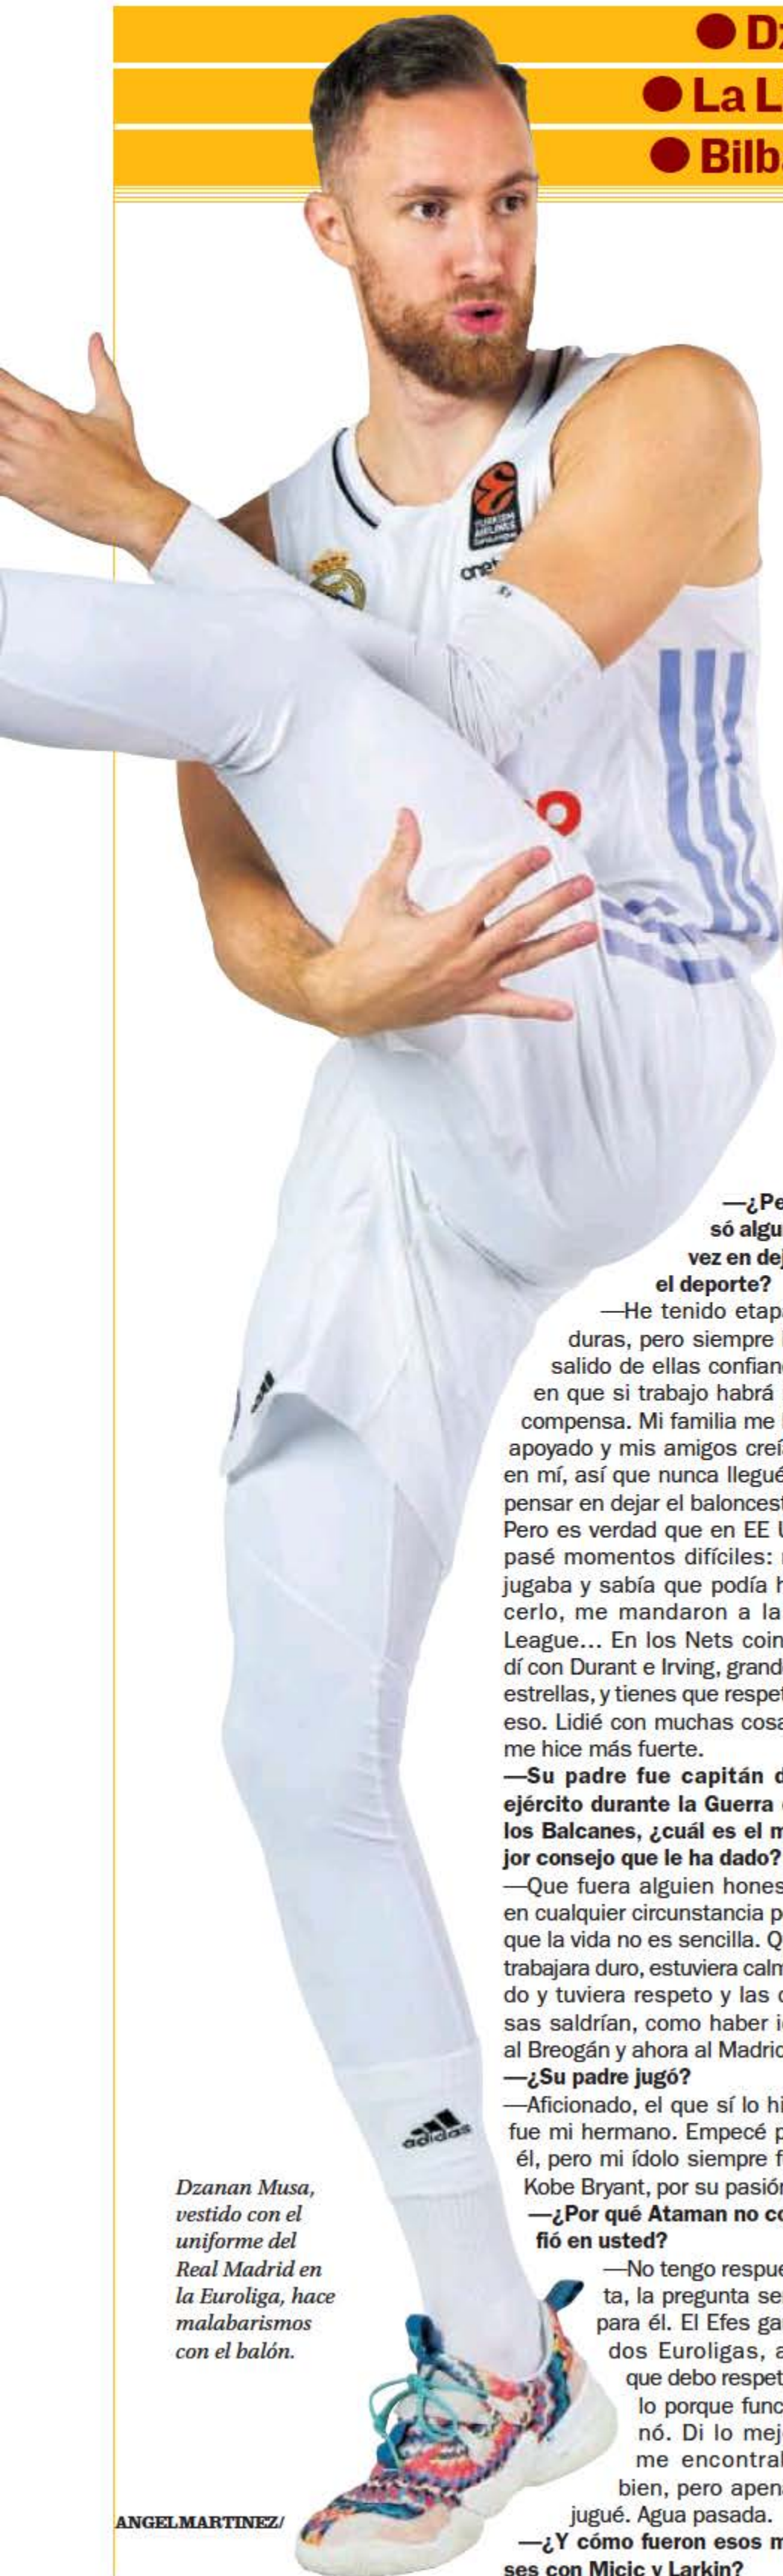 Dz
La L
Bilb
TURKISH
AIRLINES
EuroLeague
—¿Pe
só algu
vez en dej
el deporte?
—He tenido etap
duras, pero siempre
salido de ellas confian
en que si trabajo habrá
compensa. Mi familia me
apoyado y mis amigos creí
en mí, así que nunca llegué
pensar en dejar el baloncest
Pero es verdad que en EE U
pasé momentos difíciles:
jugaba y sabía que podía h
cerlo, me mandaron a la
League… En los Nets coin
dí con Durant e Irving, grand
estrellas, y tienes que respet
eso. Lidié con muchas cosa
me hice más fuerte.
—Su padre fue capitán d
ejército durante la Guerra
los Balcanes, ¿cuál es el m
jor consejo que le ha dado?
—Que fuera alguien hones
en cualquier circunstancia p
que la vida no es sencilla. Q
trabajara duro, estuviera calm
do y tuviera respeto y las c
sas saldrían, como haber i
al Breogán y ahora al Madrid
—¿Su padre jugó?
—Aficionado, el que sí lo hi
fue mi hermano. Empecé p
él, pero mi ídolo siempre f
Kobe Bryant, por su pasión
—¿Por qué Ataman no co
fió en usted?
—No tengo respue
ta, la pregunta se
para él. El Efes ga
dos Euroligas, a
que debo respet
lo porque func
nó. Di lo mej
me encontral
bien, pero apena
jugué. Agua pasada.
—¿Y cómo fueron esos m
ses con Micic y Larkin?
adidas
Dzanan Musa,
vestido con el
uniforme del
Real Madrid en
la Euroliga, hace
malabarismos
con el balón.
ANGEL MARTINEZ/